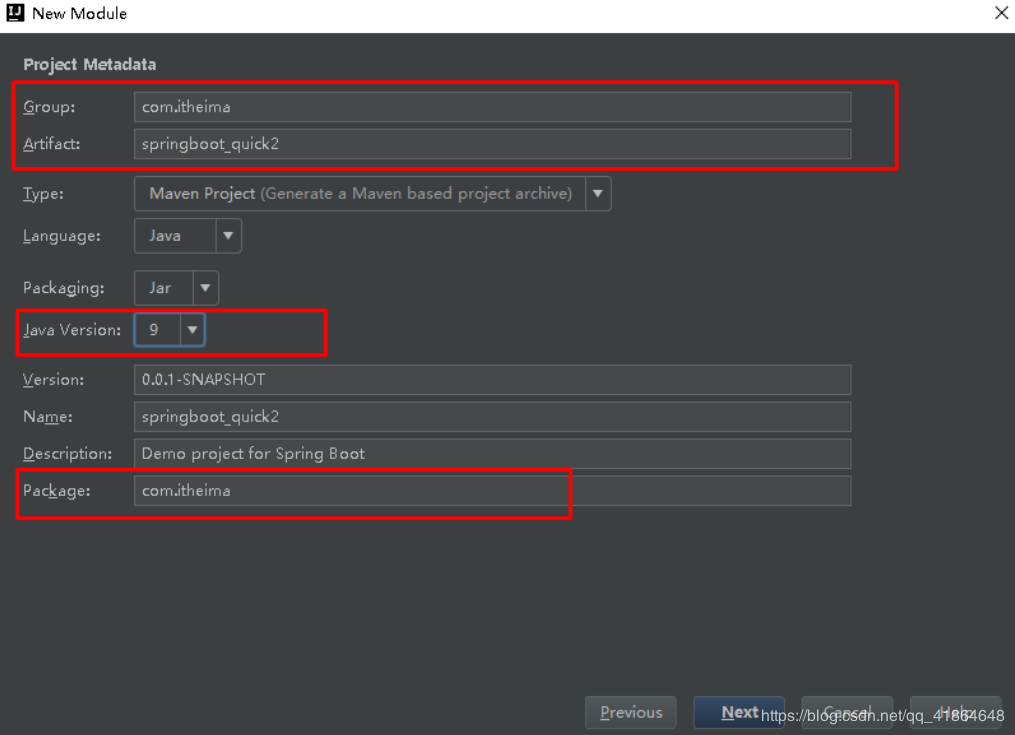 New Module
Project Metadata
Group: com.itheima
Artifact: springboot_quick2
Type: Maven Project (Generate a Maven based project archive)
Language: Java
Packaging: Jar
Java Version: 9
Version: 0.0.1-SNAPSHOT
Name: springboot_quick2
Description: Demo project for Spring Boot
Package: com.itheima
Previous Next Cancel Help
https://blog.csdn.net/qq_41864648